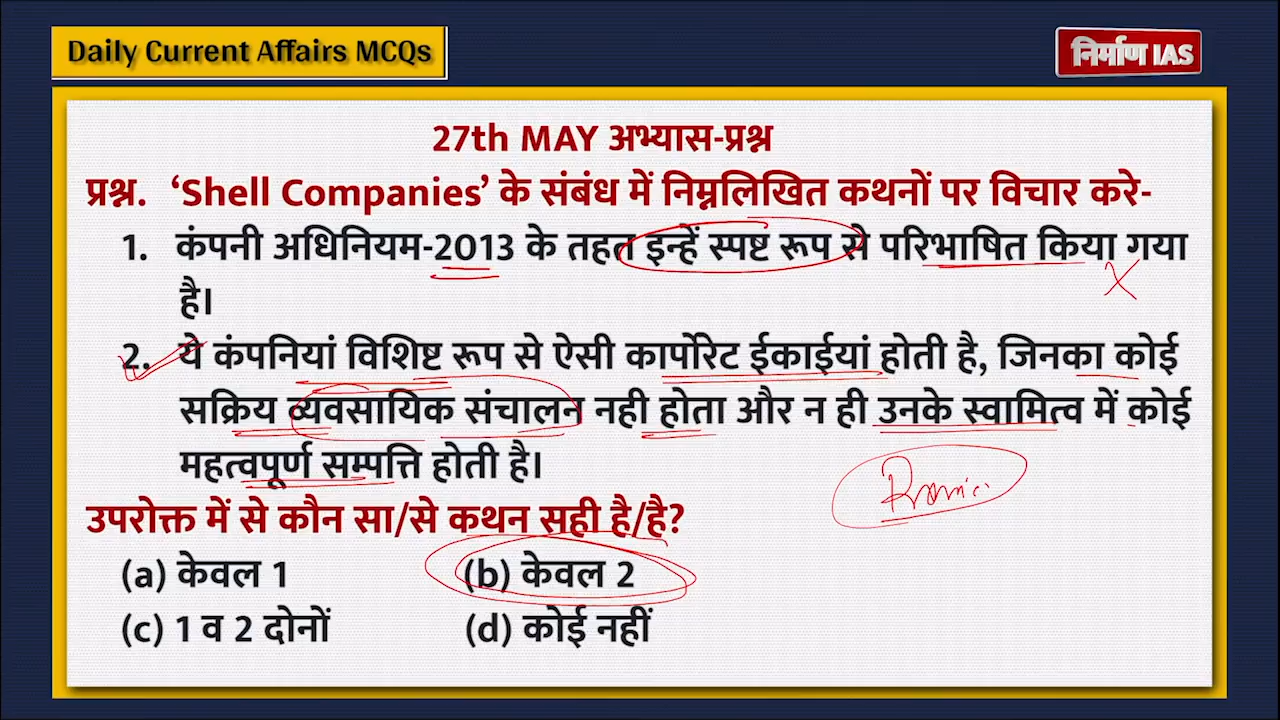 Daily Current Affairs MCQs
निर्माण IAS
27th MAY अभ्यास-प्रश्न
प्रश्न. ‘Shell Companies’ के संबंध में निम्नलिखित कथनों पर विचार करे-
1. कंपनी अधिनियम-2013 के तहत इन्हें स्पष्ट रूप से परिभाषित किया गया
है।
2. ये कंपनियां विशिष्ट रूप से ऐसी कार्पोरेट ईकाईयां होती है, जिनका कोई
सक्रिय व्यवसायिक संचालन नही होता और न ही उनके स्वामित्व में कोई
महत्वपूर्ण सम्पत्ति होती है।
उपरोक्त में से कौन सा/से कथन सही है/है?
(a) केवल 1 (b) केवल 2
(c) 1 व 2 दोनों (d) कोई नहीं